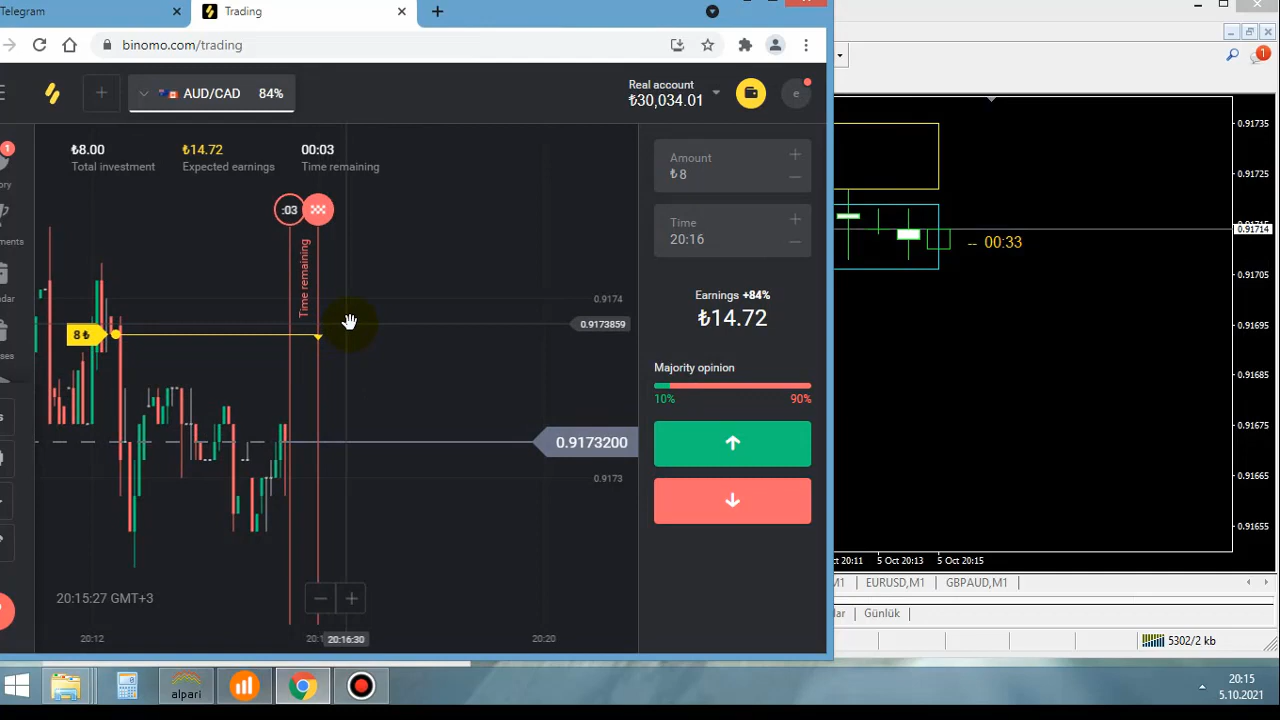 Telegram
Trading
binomo.com/trading
AUD/CAD 84%
Real account
₺30,034.01
e
₺8.00
Total investment
₺14.72
Expected earnings
00:03
Time remaining
:03
Time remaining
8 ₺
0.9174
0.9173859
0.9173200
0.9173
20:15:27 GMT+3
20:12
20:16:30
20:20
Amount
₺8
Time
20:16
Earnings +84%
₺14.72
Majority opinion
10%
90%
1
1
0.91735
0.91725
0.91714
0.91705
0.91695
0.91685
0.91675
0.91666
0.91655
-- 00:33
5 Oct 20:13
5 Oct 20:15
EURUSD,M1
GBPAUD,M1
Günlük
5302/2 kb
alpari
20:15
5.10.2021